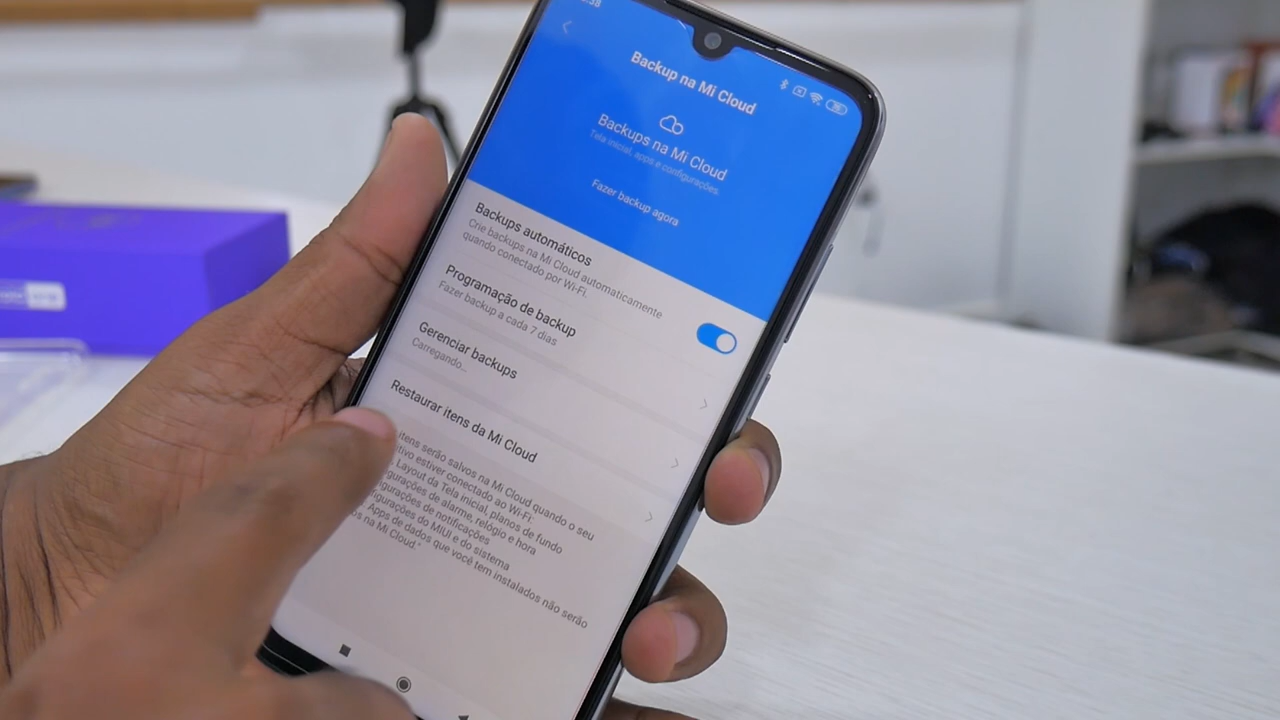 Backup na Mi Cloud
Backups na Mi Cloud
Tela inicial, apps e configurações.
Fazer backup agora
Backups automáticos
Crie backups na Mi Cloud automaticamente
quando conectado por Wi-Fi.
Programação de backup
Fazer backup a cada 7 dias
Gerenciar backups
Carregando...
Restaurar itens da Mi Cloud
itens serão salvos na Mi Cloud quando o seu
estiver conectado ao Wi-Fi:
Layout da Tela inicial, planos de fundo
de alarme, relógio e hora
de notificações
do MIUI e do sistema
Apps de dados que você tem instalados não serão
na Mi Cloud."